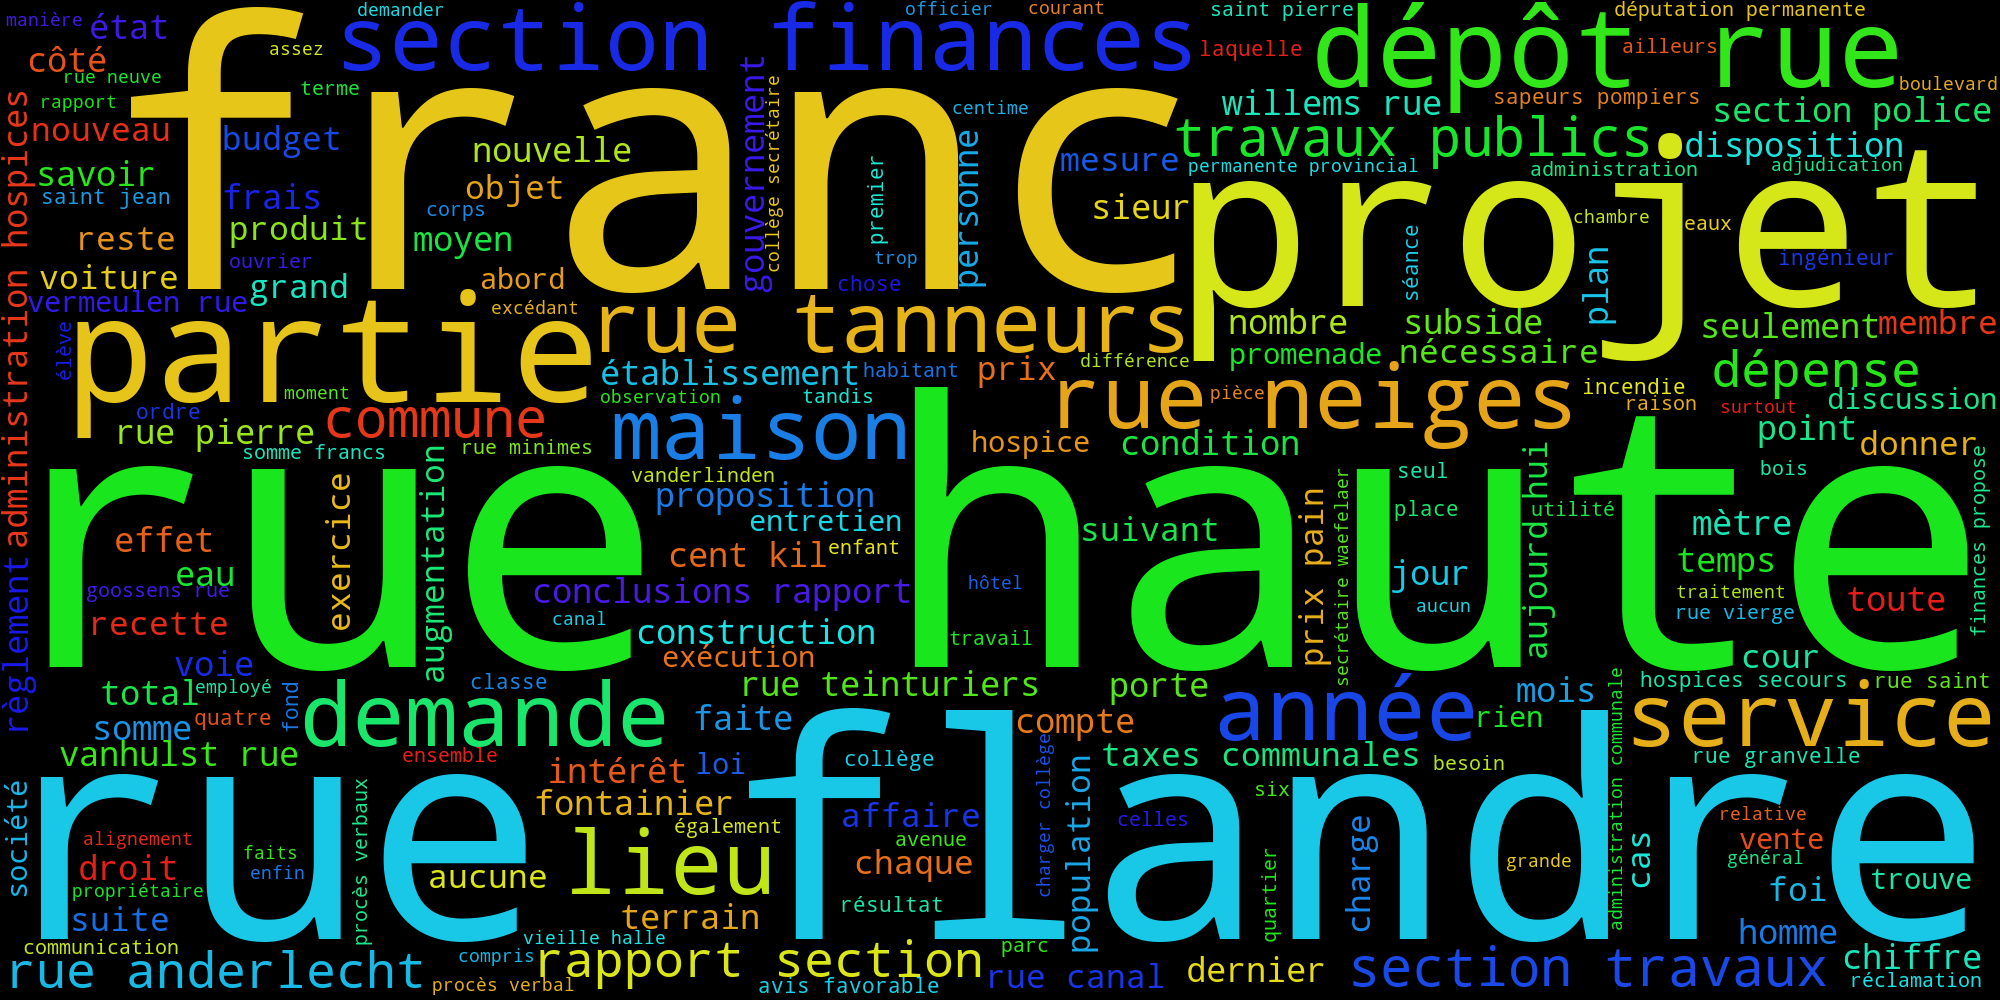 manière
état
demander
section finances
officier
courant
saint pierre
dépôt rue
députation permanente
côté
assez
laquelle
ailleurs
rue neuve
terme
franc
boulevard
rapport
centime
willems rue
sapeurs pompiers
section police
nouveau
budget
nouvelle
gouvernement
collège secrétaire
personne
mesure
travaux publics
disposition
administration hospices
savoir
objet
premier
permanente provincial
administration
adjudication
saint jean
frais
corps
sieur
projet
chambre
eaux
reste
produit
moyen
séance
plan
ouvrier
trop
ingénieur
voiture
grand
abord
chose
vermeulen rue
excédant
élève
partie
rue tanneurs
nombre
subside
seulement
membre
promenade
nécessaire
établissement
habitant
prix
différence
dépense
moment
observation
tandis
rue neiges
pièce
incendie
raison
surtout
discussion
ordre
commune
maison
rue pierre
hospice
condition
point
donner
somme francs
rue minimes
rue haute
vanderlinden
seul
bois
exercice
augmentation
proposition
prix pain
secrétaire waefelaer
aujourd hui
finances propose
entretien
suivant
place
utilité
mètre
effet
cent kil
enfant
eau
temps
jour
goossens rue
conclusions rapport
hôtel
traitement
toute
aucun
rue vierge
recette
canal
construction
travail
règlement
voie
exécution
cour
total
employé
fond
classe
rue teinturiers
porte
mois
hospices secours
rue saint
somme
quatre
demande
faite
compte
année
rien
service
vanhulst rue
ensemble
intérêt
loi
collège
taxes communales
besoin
rue granvelle
société
procès verbaux
rue flandre
fontainier
affaire
charger collège
population
six
administration communale
relative
alignement
également
avenue
celles
vente
faits
droit
enfin
lieu
chaque
quartier
charge
grande
cas
général
propriétaire
aucune
trouve
suite
terrain
résultat
foi
communication
vieille halle
parc
homme
rue anderlecht
compris
rapport section
rue canal
dernier
section travaux
chiffre
procès verbal
avis favorable
réclamation